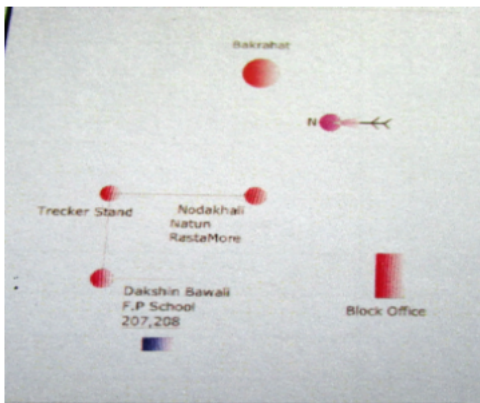 Bakrahat
N
Trecker Stand
Nodakhali
Natun
RastaMore
Dakshin Bawali
F.P School
207,208
Block Office